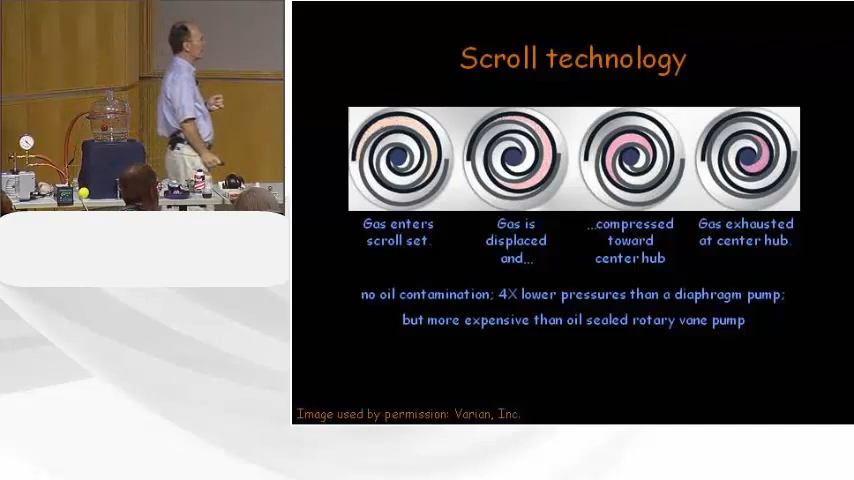 Scroll technology
Gas enters
scroll set.
Gas is
displaced
and...
...compressed
toward
center hub
Gas exhausted
at center hub.
no oil contamination; 4X lower pressures than a diaphragm pump;
but more expensive than oil sealed rotary vane pump
Image used by permission: Varian, Inc.